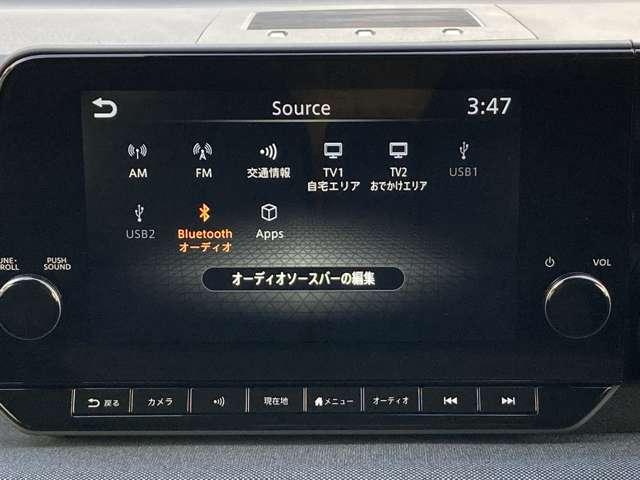 Source
3:47
AM
FM
交通情報
TV1
自宅エリア
TV2
おでかけエリア
USB1
USB2
Bluetooth
オーディオ
Apps
オーディオソースバーの編集
PUSH
SOUND
VOL
戻る
カメラ
現在地
メニュー
オーディオ